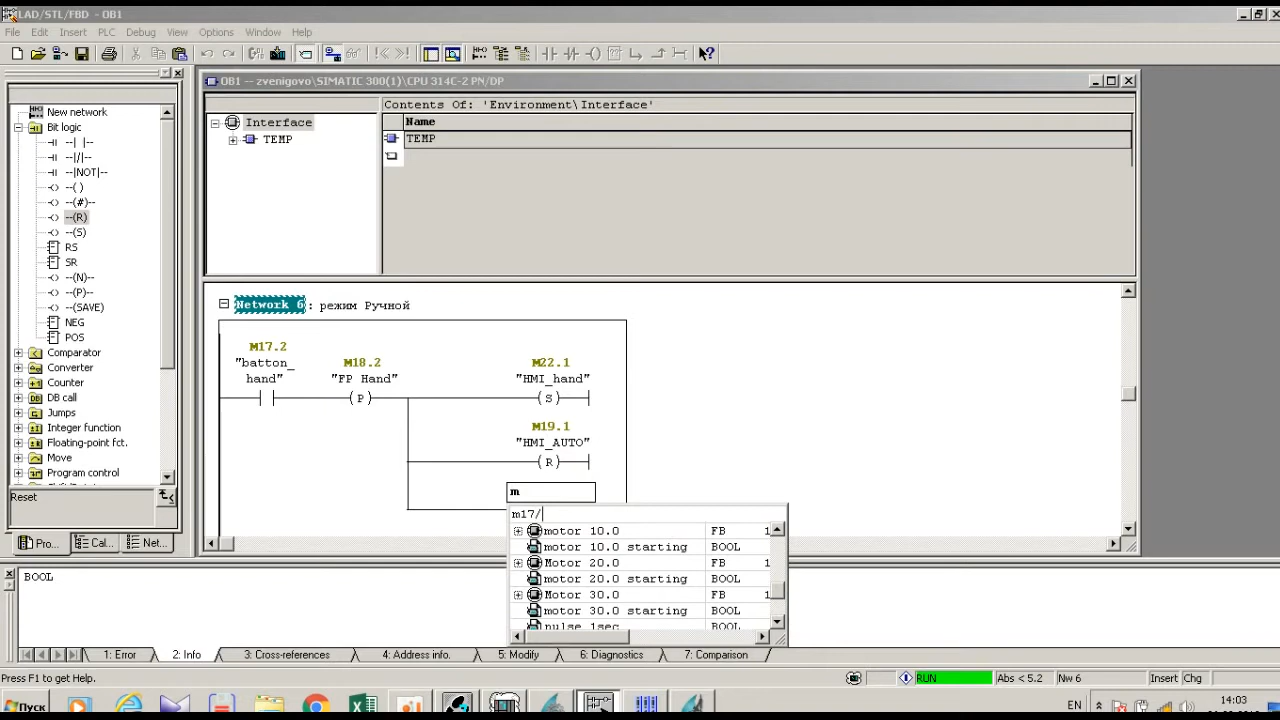 LAD/STL/FBD - OB1
File Edit Insert PLC Debug View Options Window Help
New network
Bit logic
--| |--
--|/|--
--|NOT|--
--( )
--(#)--
--(R)
--(S)
RS
SR
--(N)--
--(P)--
--(SAVE)
NEG
POS
Comparator
Converter
Counter
DB call
Jumps
Integer function
Floating-point fct.
Move
Program control
Reset
Pro... Cal... Net...
OB1 -- zvenigovo\SIMATIC 300(1)\CPU 314C-2 PN/DP
Contents Of: 'Environment\Interface'
Interface
TEMP
Name
TEMP
Network 6 : режим Ручной
M17.2
"batton_
hand"
M18.2
"FP Hand"
(P)
M22.1
"HMI_hand"
(S)
M19.1
"HMI_AUTO"
(R)
m
m17/
motor 10.0 FB 1
motor 10.0 starting BOOL
Motor 20.0 FB 1
motor 20.0 starting BOOL
Motor 30.0 FB 1
motor 30.0 starting BOOL
pulse 1sec BOOL
BOOL
1: Error 2: Info 3: Cross-references 4: Address info. 5: Modify 6: Diagnostics 7: Comparison
Press F1 to get Help.
RUN Abs < 5.2 Nw 6 Insert Chg
Пуск EN 14:03